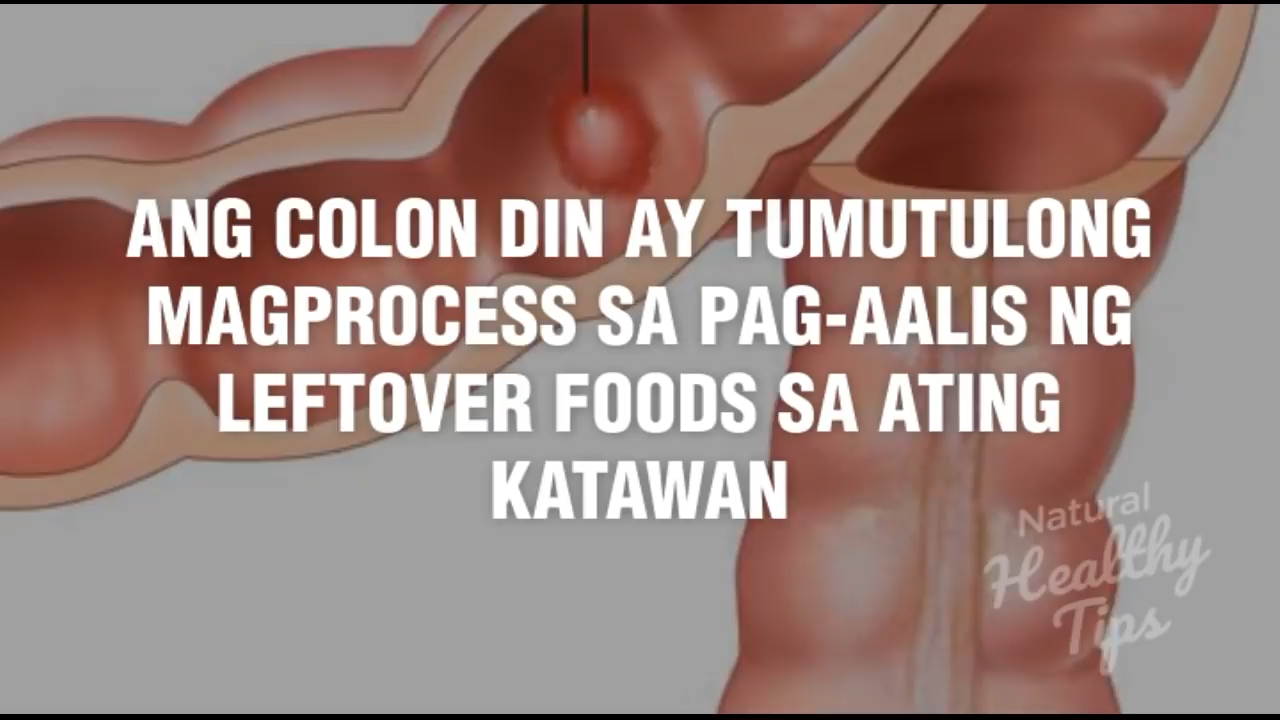 ANG COLON DIN AY TUMUTULONG
MAGPROCESS SA PAG-AALIS NG
LEFTOVER FOODS SA ATING
KATAWAN
Natural
Healthy
Tips